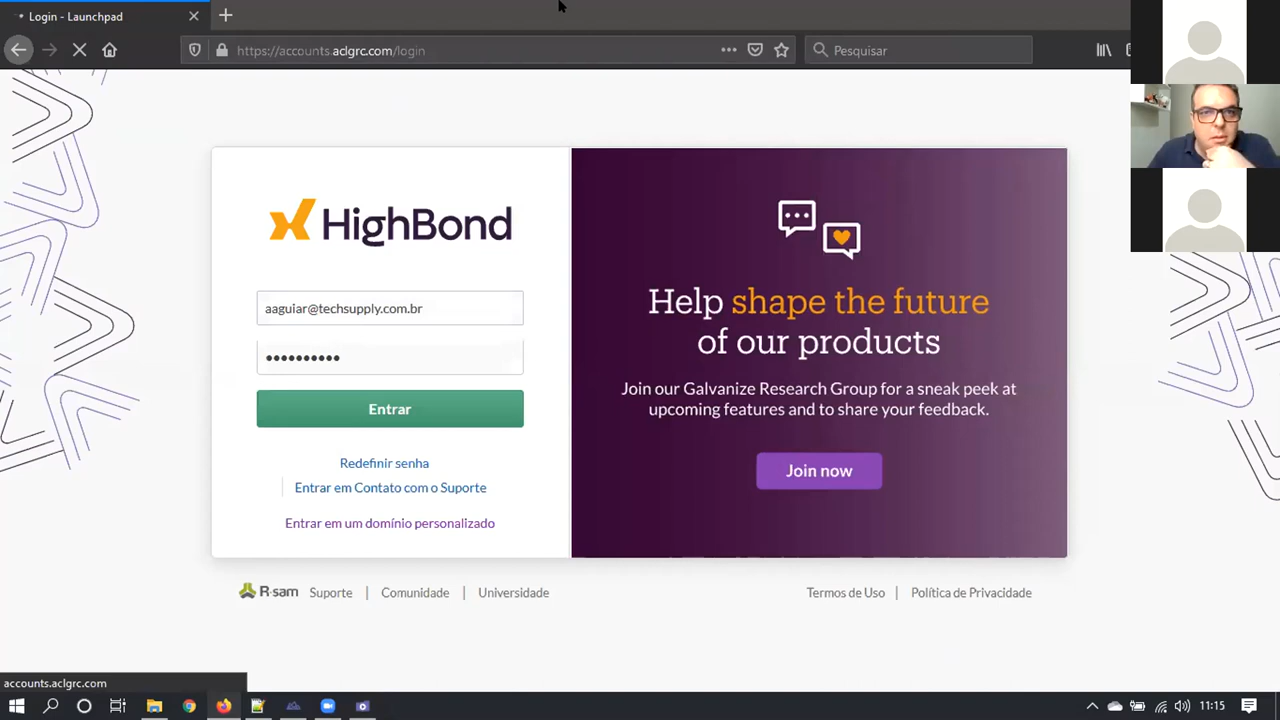 Login - Launchpad
https://accounts.aclgrc.com/login
Pesquisar
HighBond
aaguiar@techsupply.com.br
••••••••••
Entrar
Redefinir senha
Entrar em Contato com o Suporte
Entrar em um domínio personalizado
Help shape the future
of our products
Join our Galvanize Research Group for a sneak peek at
upcoming features and to share your feedback.
Join now
Rsam Suporte | Comunidade | Universidade
Termos de Uso | Política de Privacidade
accounts.aclgrc.com
11:15